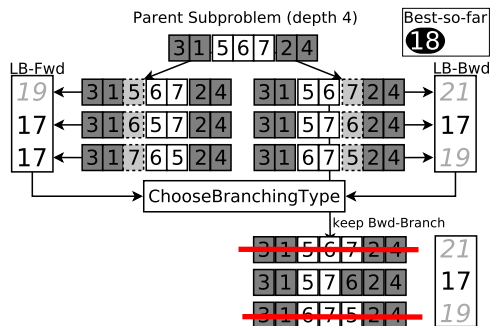 Parent Subproblem (depth 4)
Best-so-far
18
3 1 5 6 7 2 4
LB-Fwd
LB-Bwd
19 3 1 5 6 7 2 4 3 1 5 6 7 2 4 21
17 3 1 6 5 7 2 4 3 1 5 7 6 2 4 17
17 3 1 7 6 5 2 4 3 1 6 7 5 2 4 19
ChooseBranchingType
keep Bwd-Branch
3 1 5 6 7 2 4 21
3 1 5 7 6 2 4 17
3 1 6 7 5 2 4 19